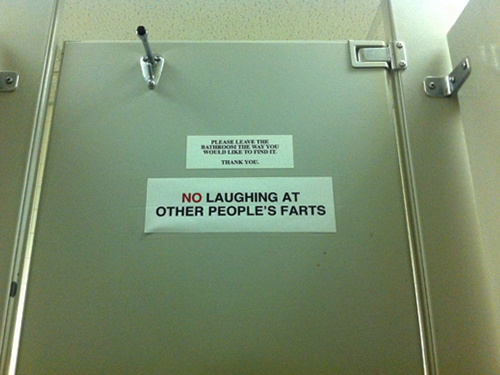 PLEASE LEAVE THE
BATHROOM THE WAY YOU
WOULD LIKE TO FIND IT.
THANK YOU.
NO LAUGHING AT
OTHER PEOPLE'S FARTS